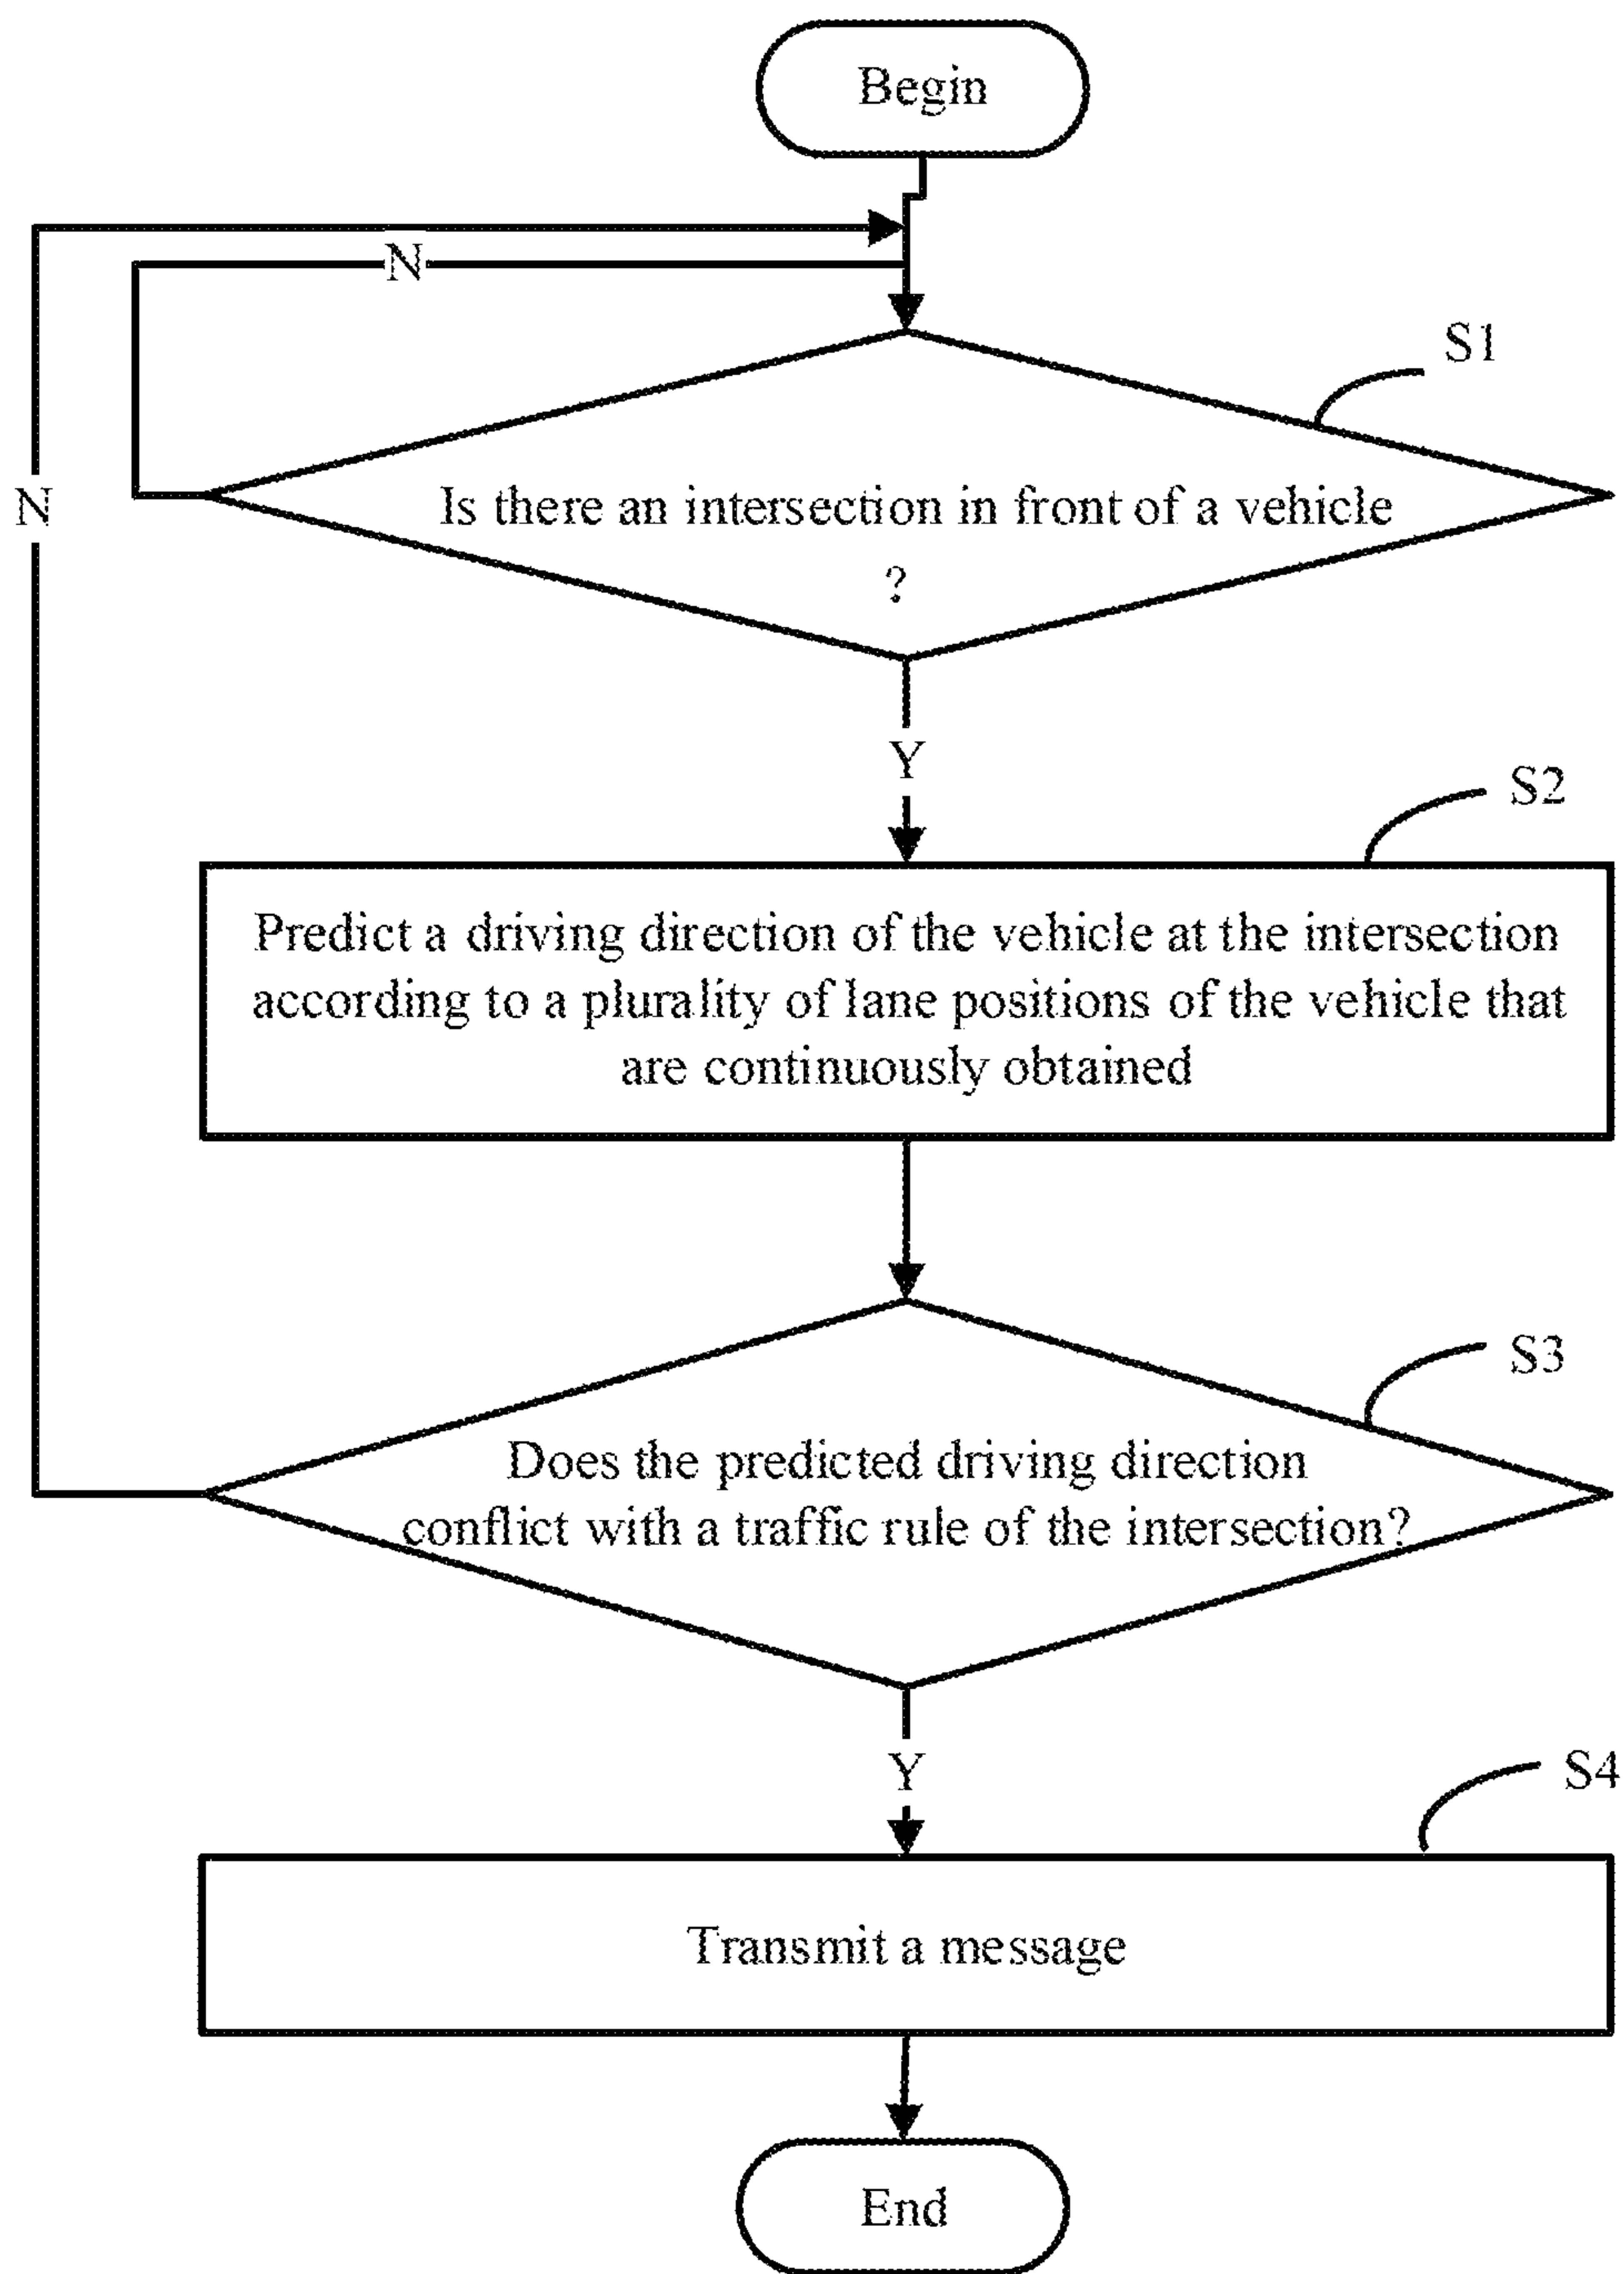 Begin
N
S1
N
Is there an intersection in front of a vehicle
?
Y
S2
Predict a driving direction of the vehicle at the intersection
according to a plurality of lane positions of the vehicle that
are continuously obtained
S3
Does the predicted driving direction
conflict with a traffic rule of the intersection?
Y
S4
Transmit a message
End